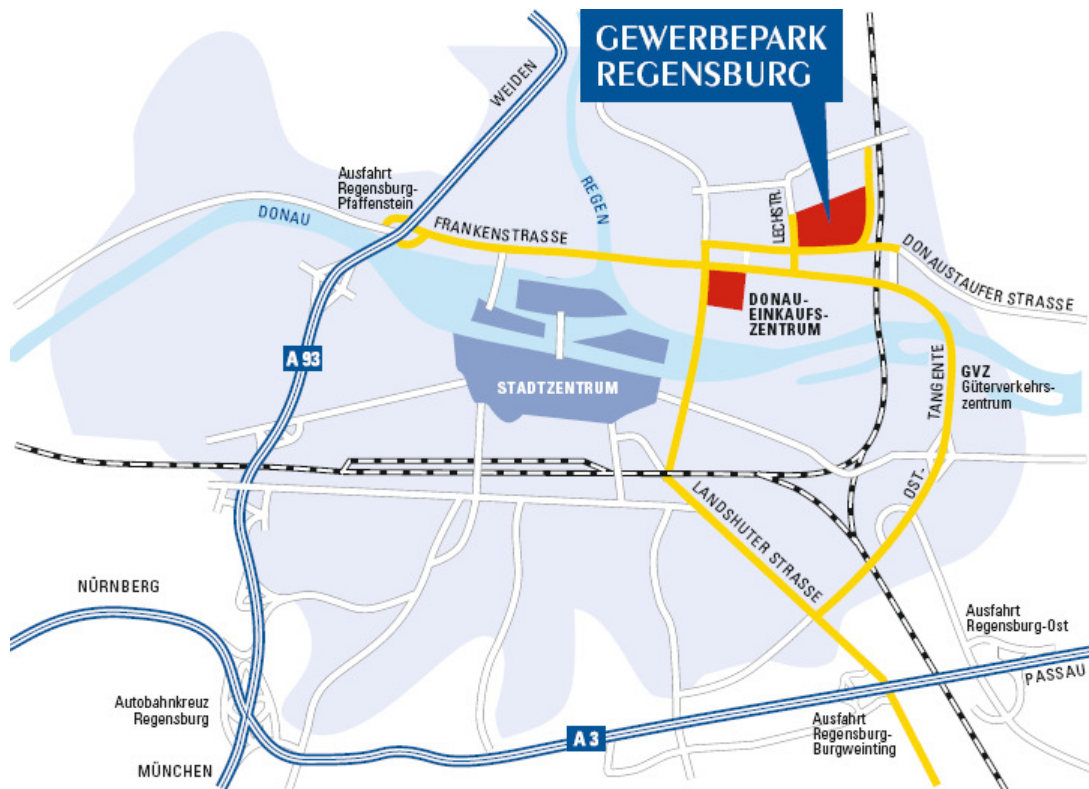 GEWERBEPARK
REGENSBURG
WEIDEN
Ausfahrt
Regensburg-
Pfaffenstein
DONAU
REGEN
FRANKENSTRASSE
LECHSTR.
DONAUSTAUFER STRASSE
DONAU-
EINKAUFS-
ZENTRUM
A 93
STADTZENTRUM
GVZ
Güterverkehrs-
zentrum
OST-
TANGENTE
LANDSHUTER STRASSE
NÜRNBERG
Ausfahrt
Regensburg-Ost
PASSAU
Autobahnkreuz
Regensburg
A 3
Ausfahrt
Regensburg-
Burgweinting
MÜNCHEN